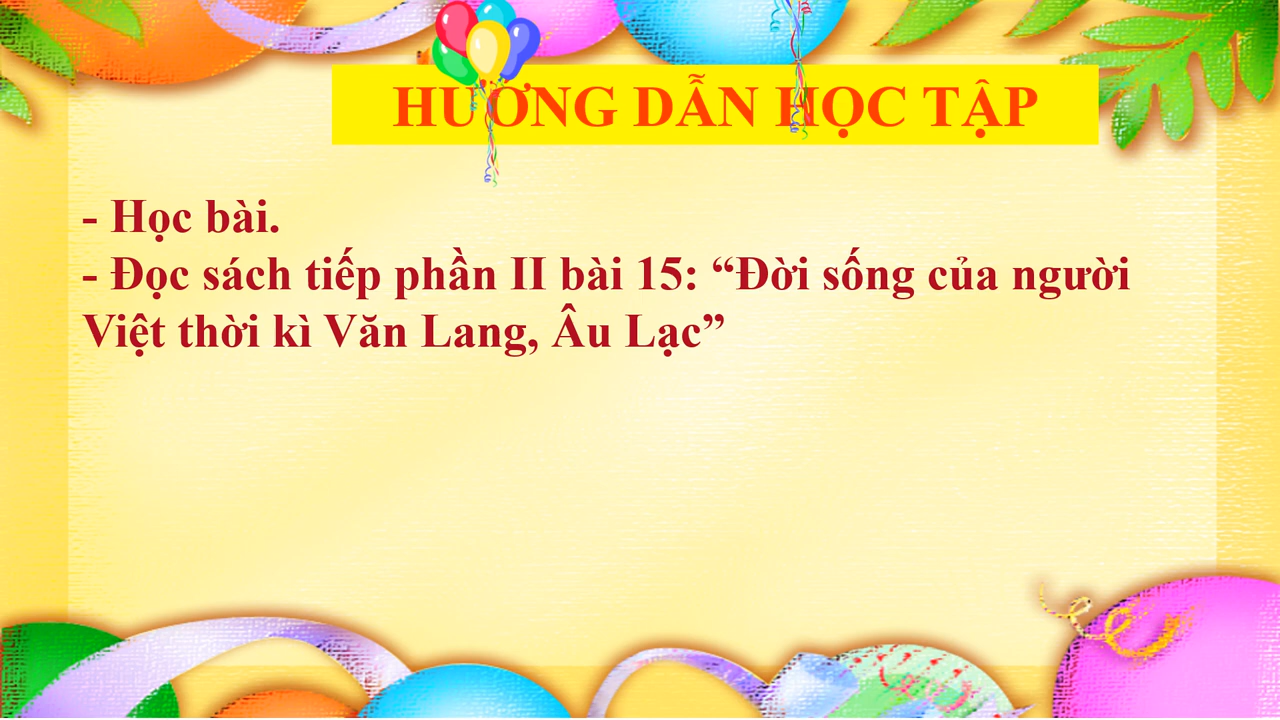 HƯỚNG DẪN HỌC TẬP
- Học bài.
- Đọc sách tiếp phần II bài 15: “Đời sống của người
Việt thời kì Văn Lang, Âu Lạc”